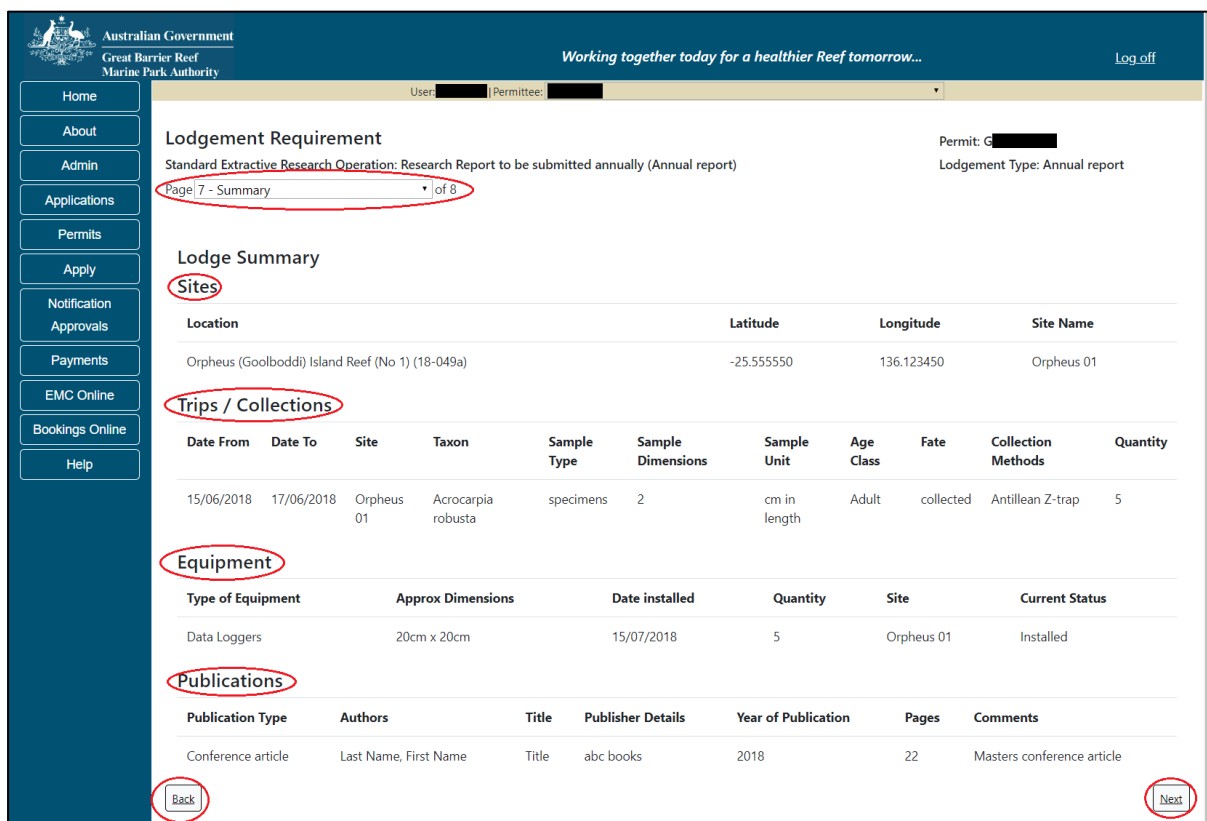 Australian Government
Great Barrier Reef
Marine Park Authority
Working together today for a healthier Reef tomorrow...
Log off
Home
About
Admin
Applications
Permits
Apply
Notification
Approvals
Payments
EMC Online
Bookings Online
Help
User: | Permittee:
Lodgement Requirement
Permit: G
Standard Extractive Research Operation: Research Report to be submitted annually (Annual report)
Lodgement Type: Annual report
Page 7 - Summary of 8
Lodge Summary
Sites
Location Latitude Longitude Site Name
Orpheus (Goolboddi) Island Reef (No 1) (18-049a) -25.555550 136.123450 Orpheus 01
Trips / Collections
Date From Date To Site Taxon Sample Sample Sample Age Fate Collection Quantity
Type Dimensions Unit Class Methods
15/06/2018 17/06/2018 Orpheus Acrocarpia specimens 2 cm in Adult collected Antillean Z-trap 5
01 robusta length
Equipment
Type of Equipment Approx Dimensions Date installed Quantity Site Current Status
Data Loggers 20cm x 20cm 15/07/2018 5 Orpheus 01 Installed
Publications
Publication Type Authors Title Publisher Details Year of Publication Pages Comments
Conference article Last Name, First Name Title abc books 2018 22 Masters conference article
Back Next